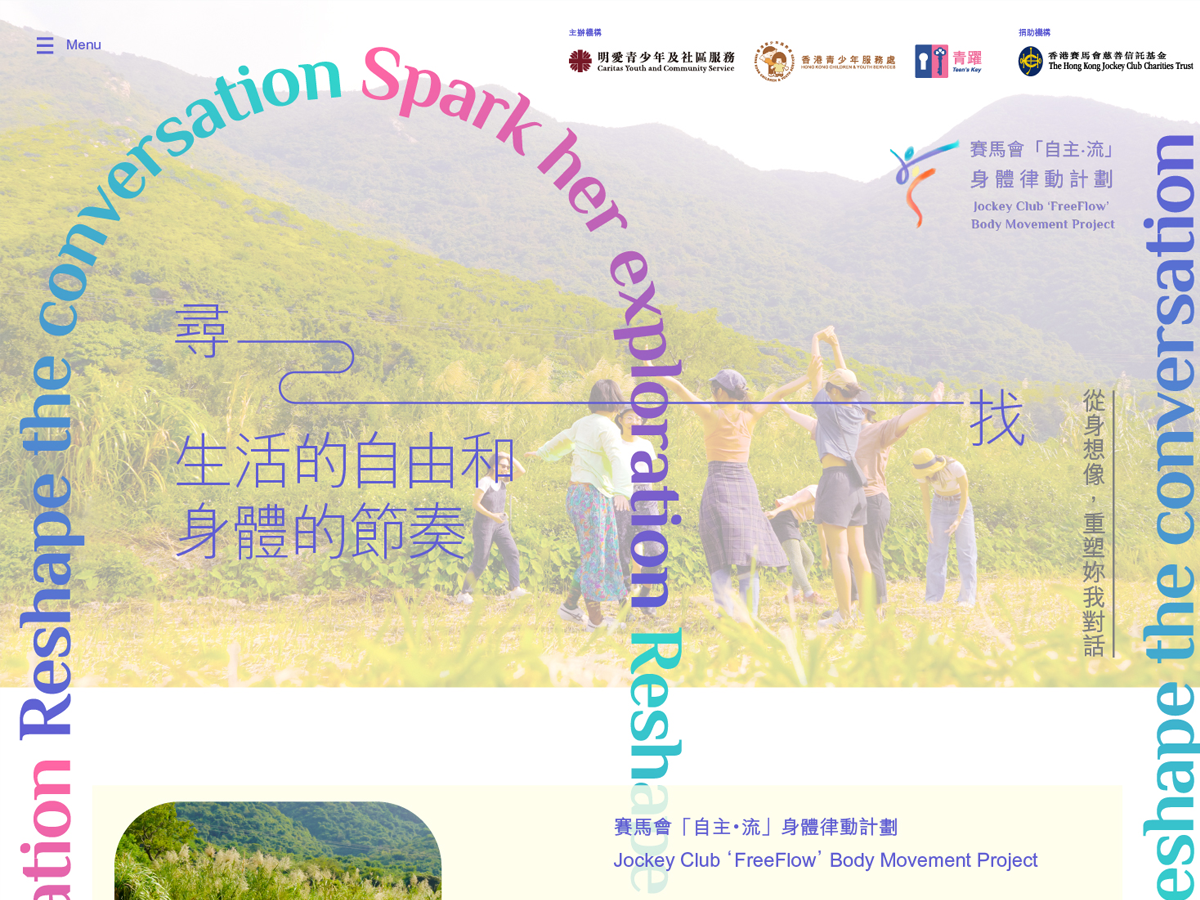 Menu
主辦機構
明愛青少年及社區服務
Caritas Youth and Community Service
香港青少年服務處
HONG KONG CHILDREN & YOUTH SERVICES
青躍
Teen's Key
捐助機構
香港賽馬會慈善信託基金
The Hong Kong Jockey Club Charities Trust
賽馬會「自主‧流」
身體律動計劃
Jockey Club ‘FreeFlow’
Body Movement Project
ation Reshape the conversation Spark her exploration Reshape
eshape the conversation
尋
找
生活的自由和
身體的節奏
從身想像，重塑妳我對話
賽馬會「自主•流」身體律動計劃
Jockey Club ‘FreeFlow’ Body Movement Project